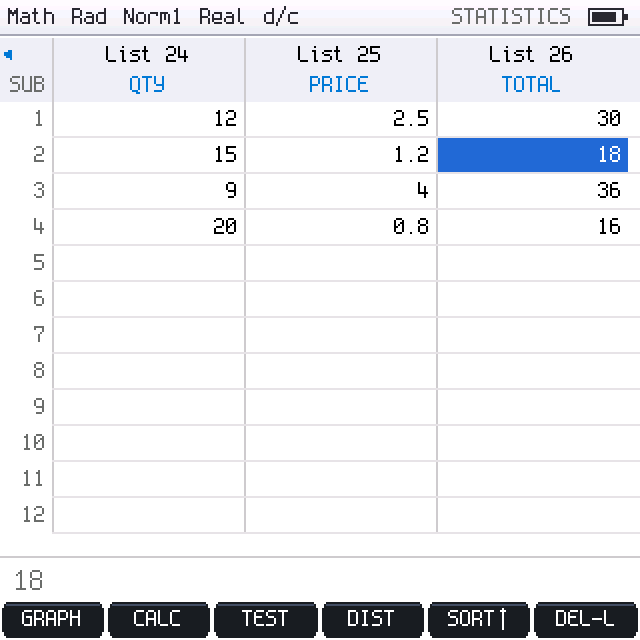 Math Rad Norm1 Real d/c STATISTICS
List 24 List 25 List 26
SUB QTY PRICE TOTAL
1 12 2.5 30
2 15 1.2 18
3 9 4 36
4 20 0.8 16
5
6
7
8
9
10
11
12
18
GRAPH CALC TEST DIST SORT↑ DEL-L